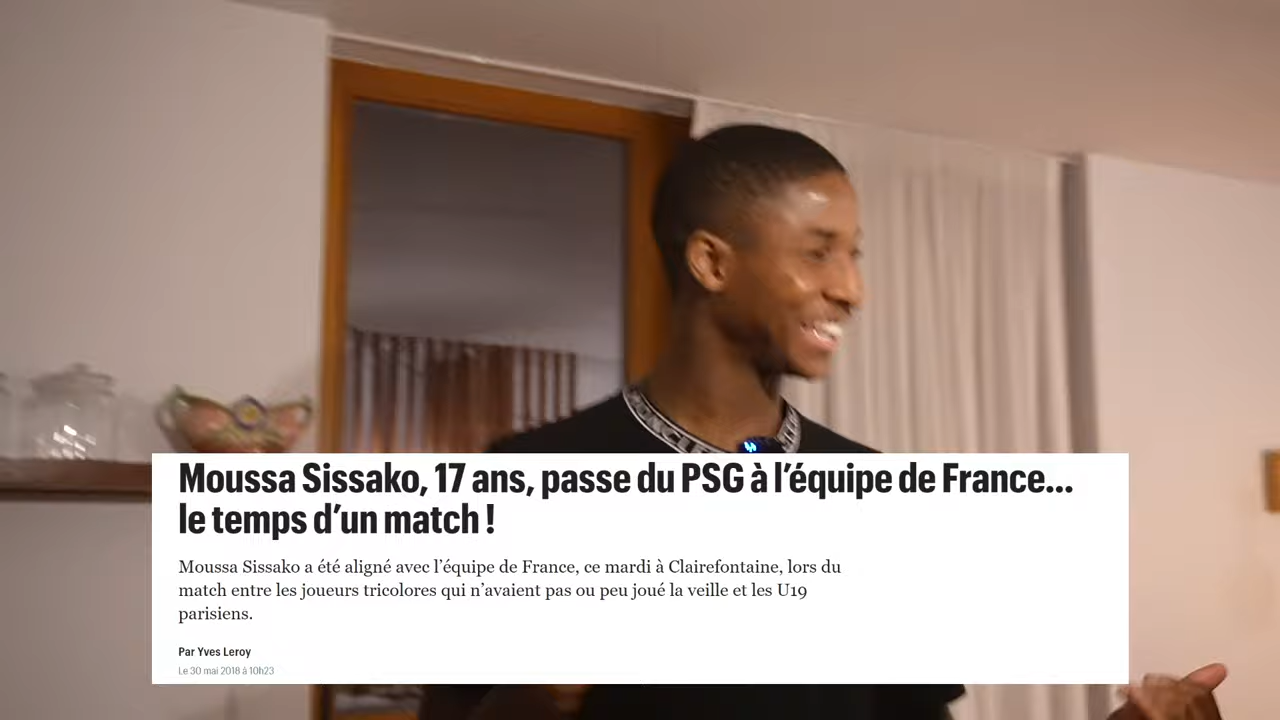 Moussa Sissako, 17 ans, passe du PSG à l’équipe de France...
le temps d’un match !
Moussa Sissako a été aligné avec l’équipe de France, ce mardi à Clairefontaine, lors du
match entre les joueurs tricolores qui n’avaient pas ou peu joué la veille et les U19
parisiens.
Par Yves Leroy
Le 30 mai 2018 à 10h23